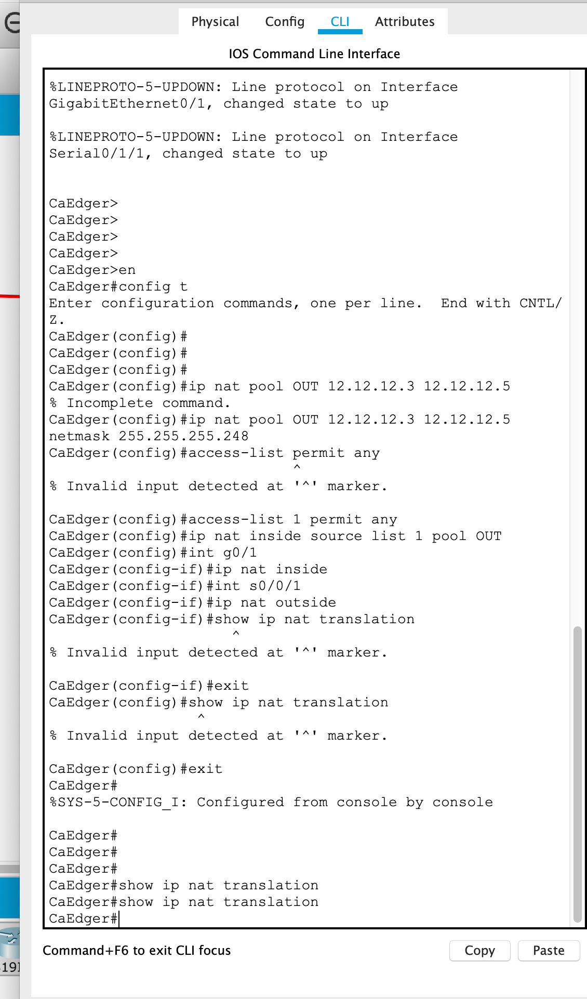 Physical Config CLI Attributes
IOS Command Line Interface
%LINEPROTO-5-UPDOWN: Line protocol on Interface
GigabitEthernet0/1, changed state to up
%LINEPROTO-5-UPDOWN: Line protocol on Interface
Serial0/1/1, changed state to up
CaEdger>
CaEdger>
CaEdger>
CaEdger>
CaEdger>en
CaEdger#config t
Enter configuration commands, one per line.  End with CNTL/
Z.
CaEdger(config)#
CaEdger(config)#
CaEdger(config)#
CaEdger(config)#ip nat pool OUT 12.12.12.3 12.12.12.5
% Incomplete command.
CaEdger(config)#ip nat pool OUT 12.12.12.3 12.12.12.5
netmask 255.255.255.248
CaEdger(config)#access-list permit any
^
% Invalid input detected at '^' marker.
CaEdger(config)#access-list 1 permit any
CaEdger(config)#ip nat inside source list 1 pool OUT
CaEdger(config)#int g0/1
CaEdger(config-if)#ip nat inside
CaEdger(config-if)#int s0/0/1
CaEdger(config-if)#ip nat outside
CaEdger(config-if)#show ip nat translation
^
% Invalid input detected at '^' marker.
CaEdger(config-if)#exit
CaEdger(config)#show ip nat translation
^
% Invalid input detected at '^' marker.
CaEdger(config)#exit
CaEdger#
%SYS-5-CONFIG_I: Configured from console by console
CaEdger#
CaEdger#
CaEdger#
CaEdger#show ip nat translation
CaEdger#show ip nat translation
CaEdger#
Command+F6 to exit CLI focus
Copy Paste